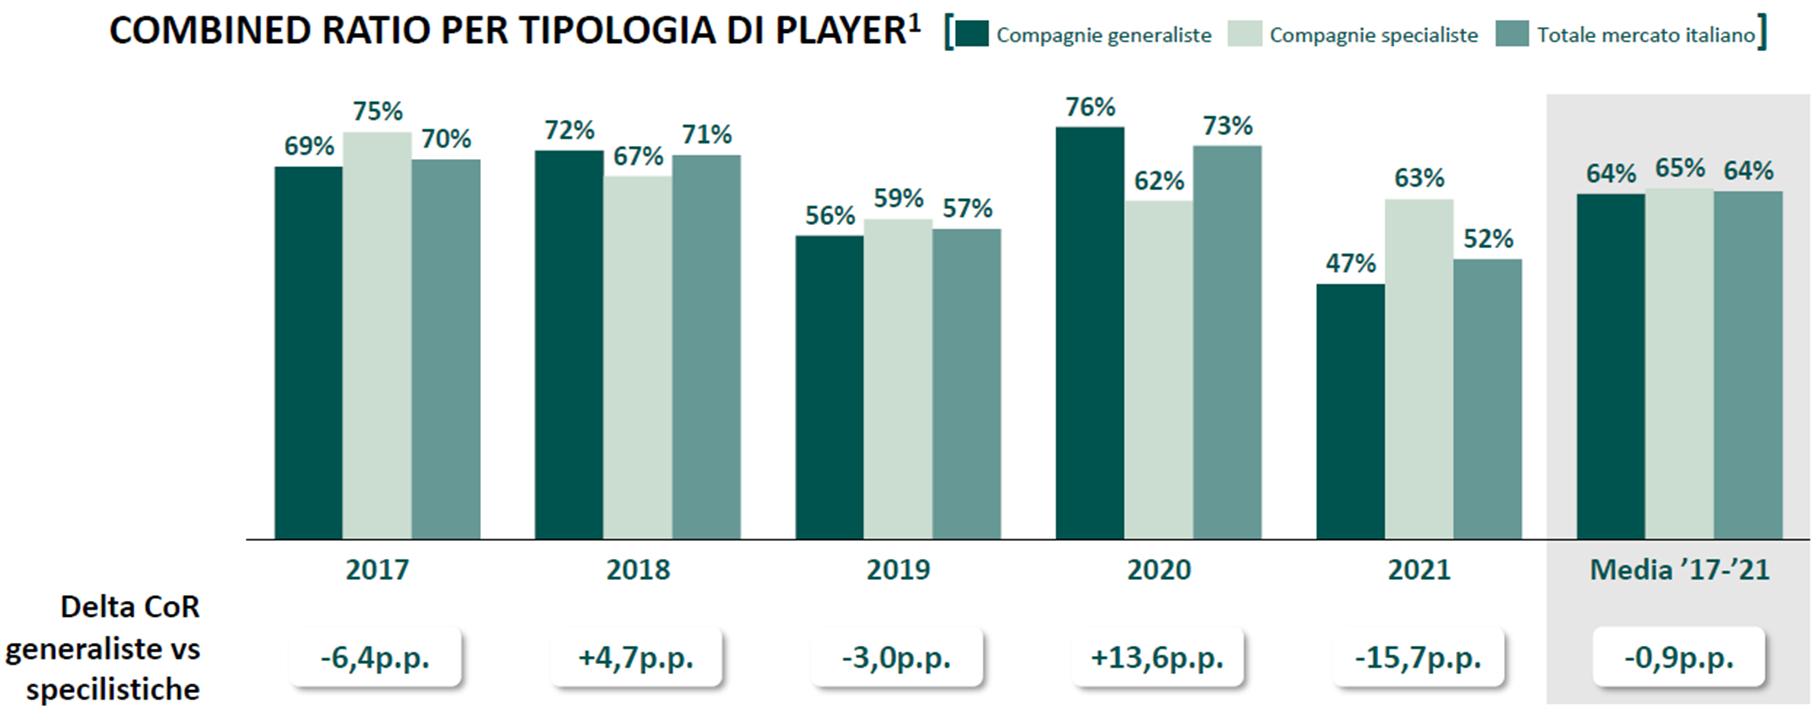 COMBINED RATIO PER TIPOLOGIA DI PLAYER¹ [Compagnie generaliste Compagnie specialiste Totale mercato italiano]
69% 75% 70%
72% 67% 71%
56% 59% 57%
76% 62% 73%
47% 63% 52%
64% 65% 64%
2017 2018 2019 2020 2021 Media ’17-’21
Delta CoR
generaliste vs
specilistiche
-6,4p.p. +4,7p.p. -3,0p.p. +13,6p.p. -15,7p.p. -0,9p.p.